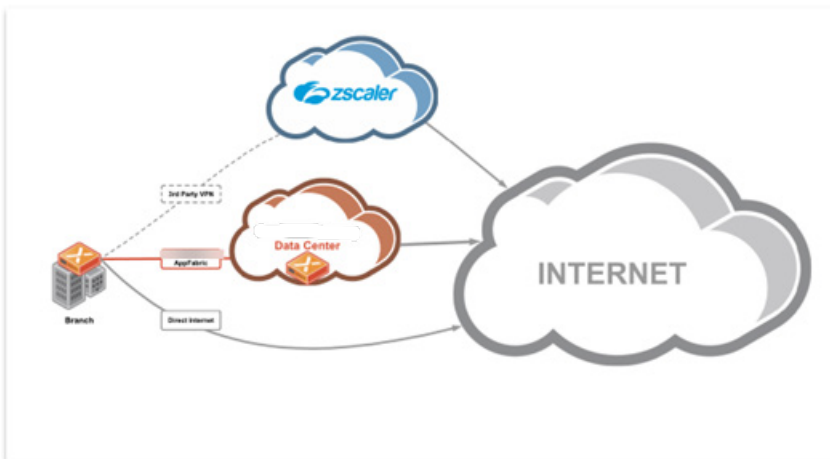 zscaler
3rd Party VPN
Data Center
AppFabric
INTERNET
Branch
Direct Internet